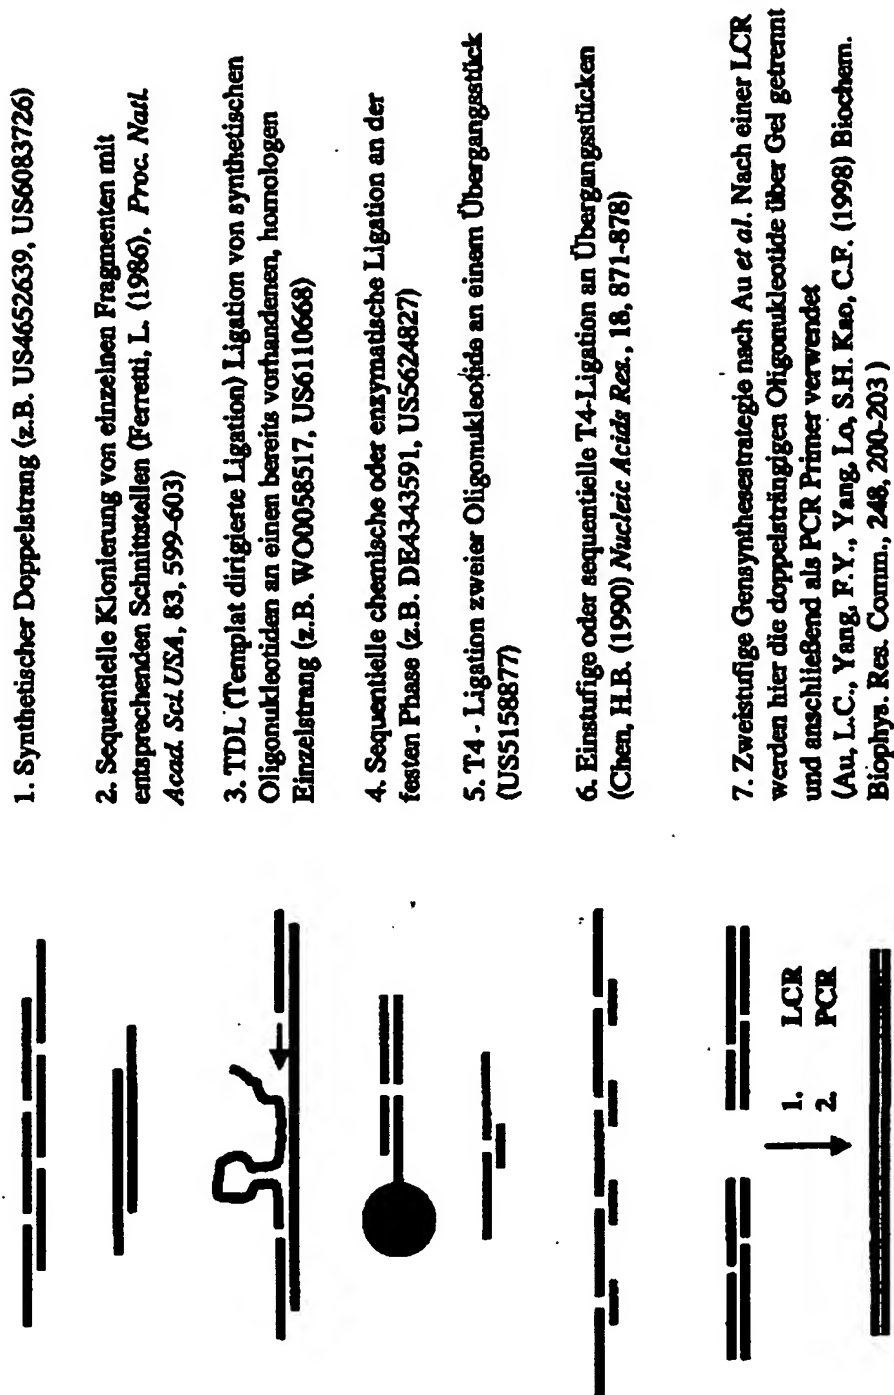 1. Synthetischer Doppelstrang (z.B. US4652639, US6083726)
2. Sequentielle Klonierung von einzelnen Fragmenten mit
entsprechenden Schnittstellen (Ferretti, L. (1986), Proc. Natl.
Acad. Sci. USA, 83, 599-603)
3. TDL (Templat dirigierte Ligation) Ligation von synthetischen
Oligonukleotiden an einen bereits vorhandenen, homologen
Einzelstrang (z.B. WO0058517, US6110668)
4. Sequentielle chemische oder enzymatische Ligation an der
festen Phase (z.B. DE4343591, US5624827)
5. T4 - Ligation zweier Oligonukleotide an einem Übergangsstück
(US5158877)
6. Einstufige oder sequentielle T4-Ligation an Übergangsstücken
(Chen, H.B. (1990) Nucleic Acids Res., 18, 871-878)
7. Zweistufige Gensynthesestrategie nach Au et al. Nach einer LCR
werden hier die doppelsträngigen Oligonukleotide über Gel getrennt
und anschließend als PCR Primer verwendet
(Au, L.C., Yang, F.Y., Yang, Lo, S.H. Kao, C.F. (1998) Biochem.
Biophys. Res. Comm., 248, 200-203 )
1. LCR
2. PCR